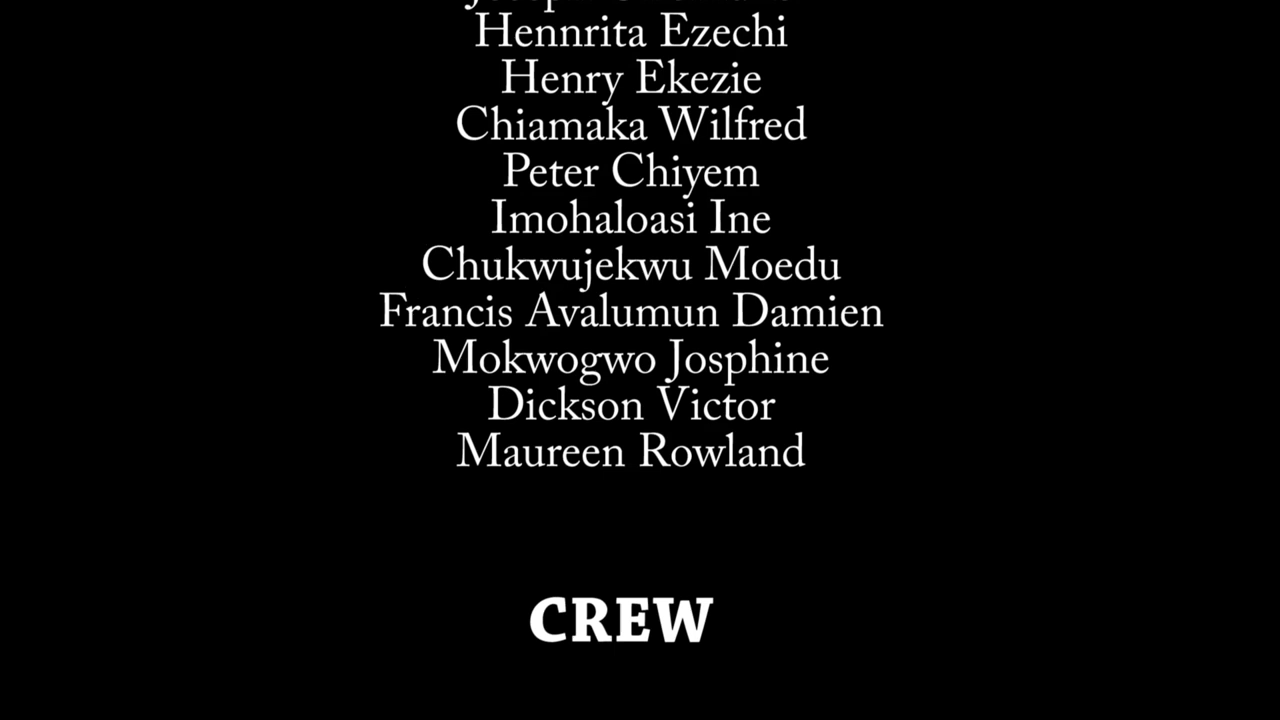 Hennrita Ezechi
Henry Ekezie
Chiamaka Wilfred
Peter Chiyem
Imohaloasi Ine
Chukwujekwu Moedu
Francis Avalumun Damien
Mokwogwo Josphine
Dickson Victor
Maureen Rowland
CREW